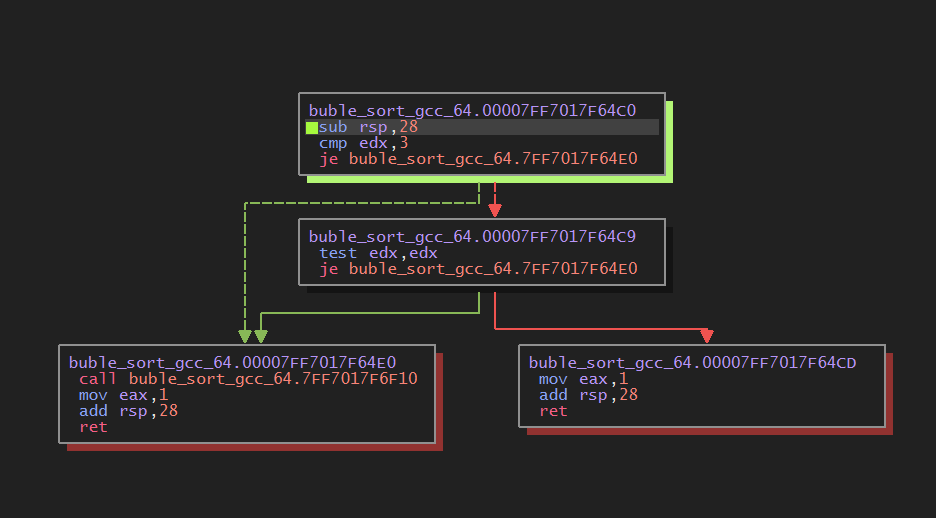 buble_sort_gcc_64.00007FF7017F64C0
sub rsp,28
cmp edx,3
je buble_sort_gcc_64.7FF7017F64E0
buble_sort_gcc_64.00007FF7017F64C9
test edx,edx
je buble_sort_gcc_64.7FF7017F64E0
buble_sort_gcc_64.00007FF7017F64E0
call buble_sort_gcc_64.7FF7017F6F10
mov eax,1
add rsp,28
ret
buble_sort_gcc_64.00007FF7017F64CD
mov eax,1
add rsp,28
ret